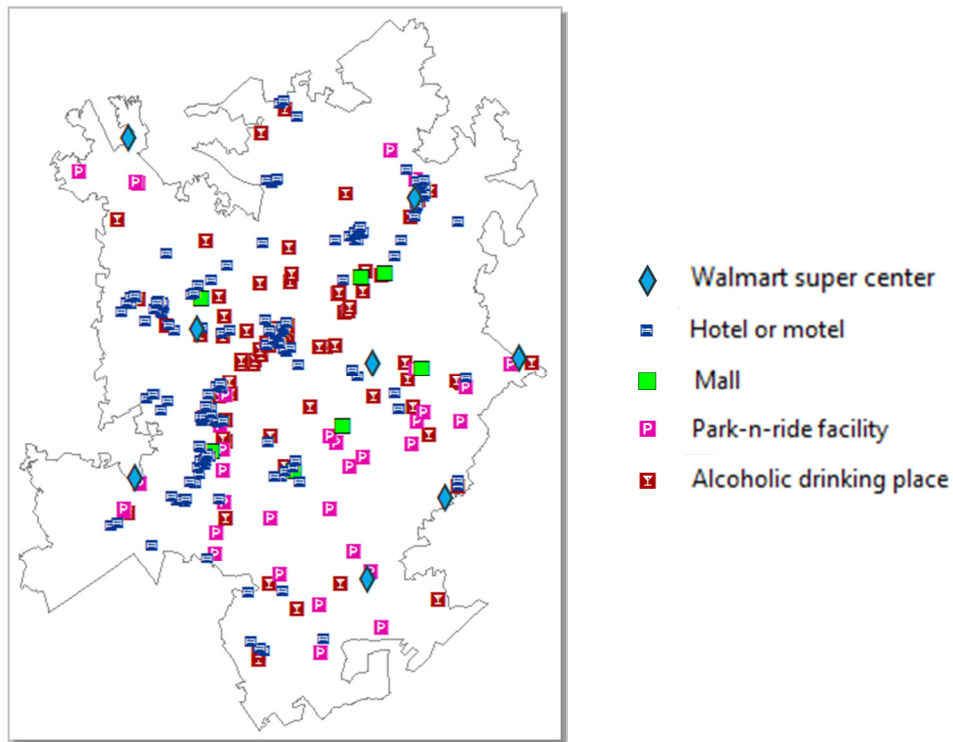 Walmart super center
Hotel or motel
Mall
Park-n-ride facility
Alcoholic drinking place